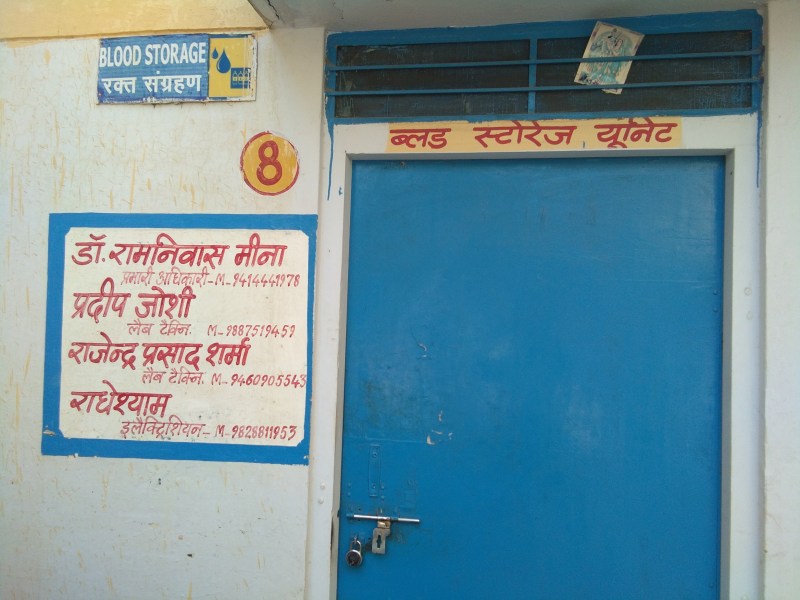 BLOOD STORAGE
रक्त संग्रहण
8
ब्लड स्टोरेज यूनिट
डॉ. रामनिवास मीना
प्रभारी अधिकारी-M-9414441978
प्रदीप जोशी
लैब टैक्नि. M-9887519459
राजेन्द्र प्रसाद शर्मा
लैब टैक्नि. M-9460905543
राधेश्याम
इलैक्ट्रिशियन-M-9828811953